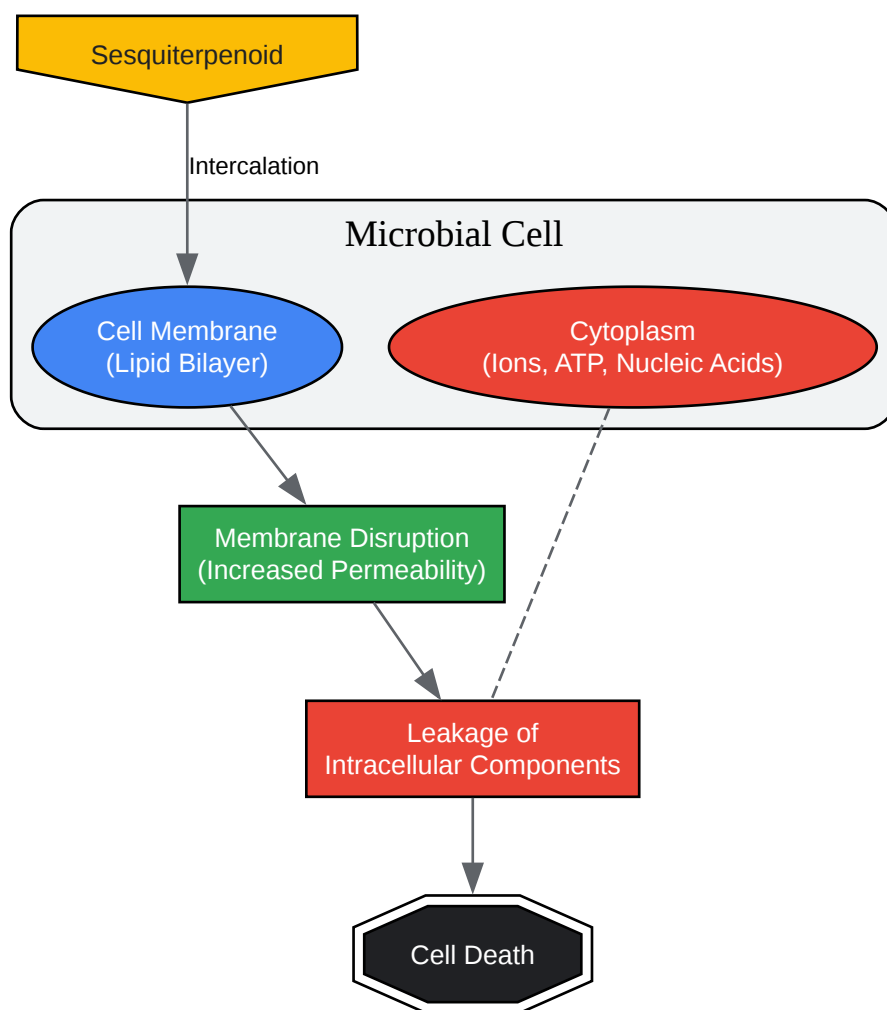 Sesquiterpenoid
Intercalation
Microbial Cell
Cell Membrane
(Lipid Bilayer)
Cytoplasm
(Ions, ATP, Nucleic Acids)
Membrane Disruption
(Increased Permeability)
Leakage of
Intracellular Components
Cell Death